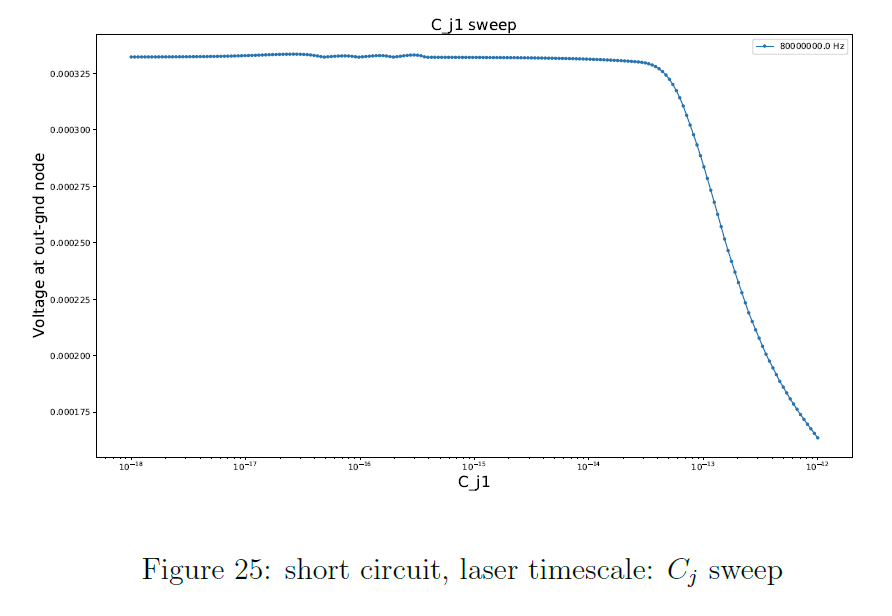 C_j1 sweep
80000000.0 Hz
Voltage at out-gnd node
0.000325
0.000300
0.000275
0.000250
0.000225
0.000200
0.000175
10⁻¹⁸
10⁻¹⁷
10⁻¹⁶
10⁻¹⁵
10⁻¹⁴
10⁻¹³
10⁻¹²
C_j1
Figure 25: short circuit, laser timescale: C_j sweep